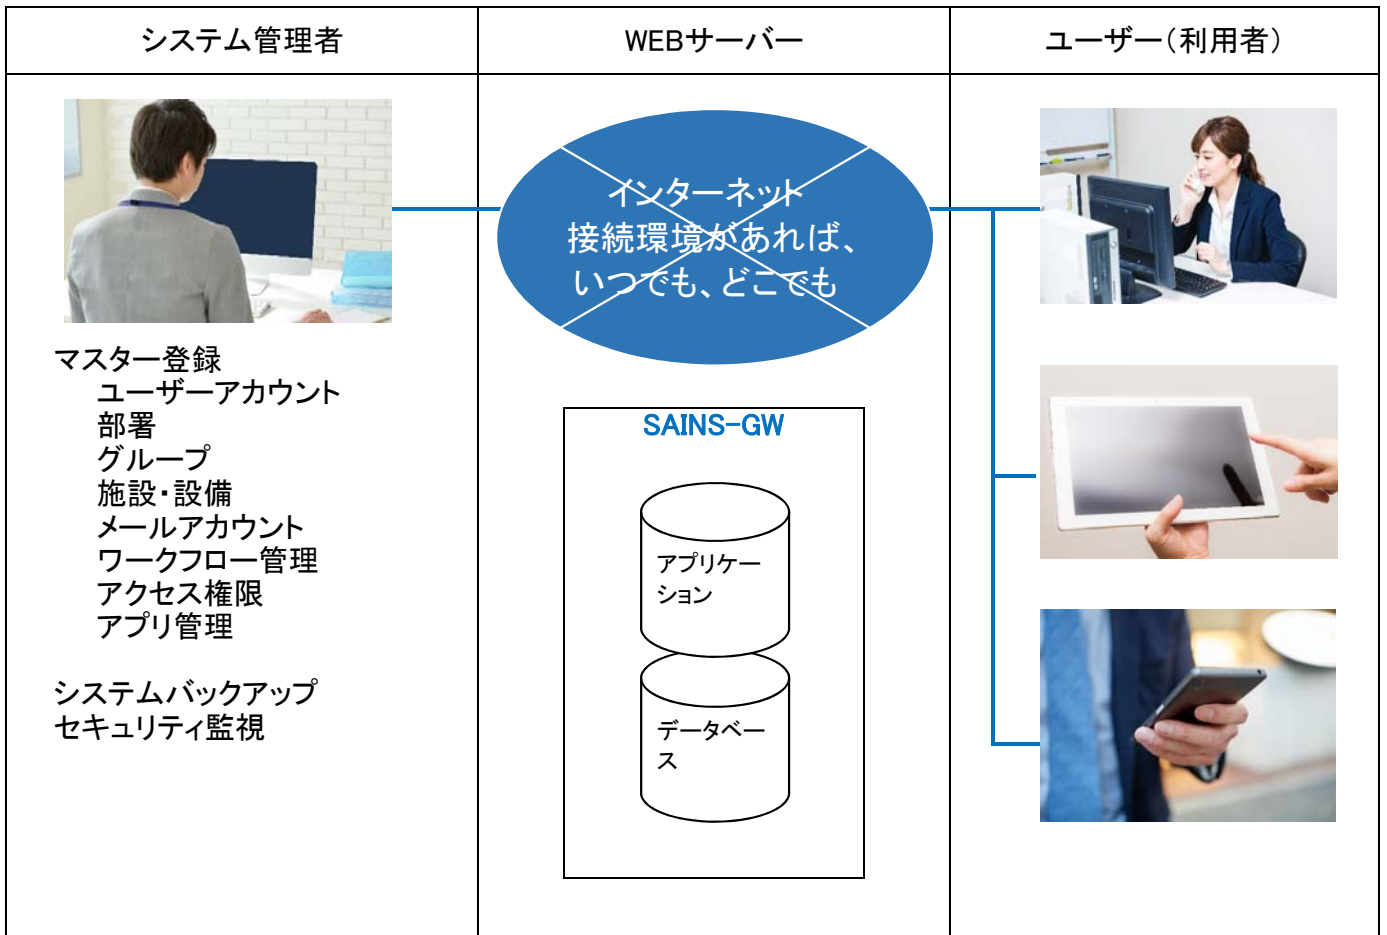 システム管理者
WEBサーバー
ユーザー(利用者)
インターネット
接続環境があれば、
いつでも、どこでも
マスター登録
ユーザーアカウント
部署
グループ
施設・設備
メールアカウント
ワークフロー管理
アクセス権限
アプリ管理
システムバックアップ
セキュリティ監視
SAINS-GW
アプリケー
ション
データベー
ス